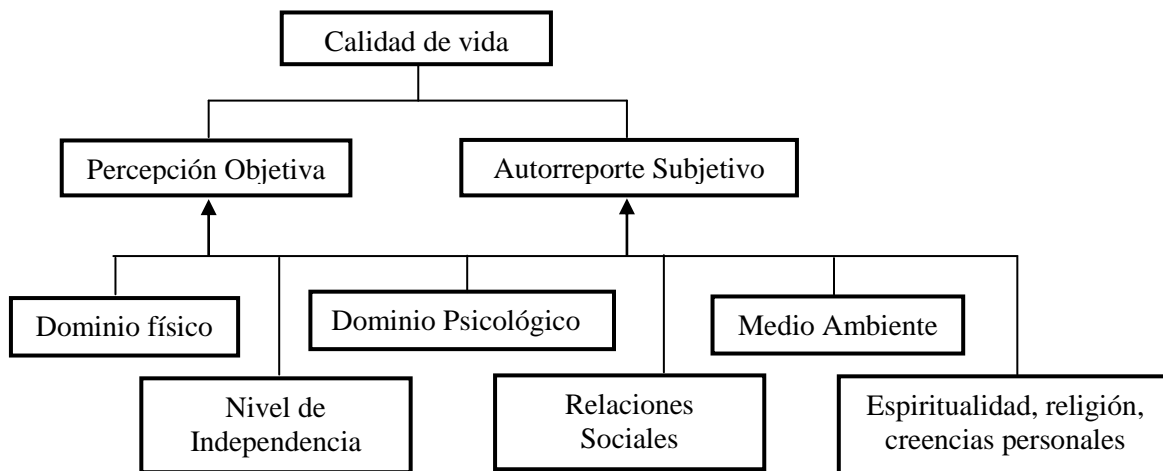 Calidad de vida
Percepción Objetiva
Autorreporte Subjetivo
Dominio físico
Dominio Psicológico
Medio Ambiente
Nivel de
Independencia
Relaciones
Sociales
Espiritualidad, religión,
creencias personales